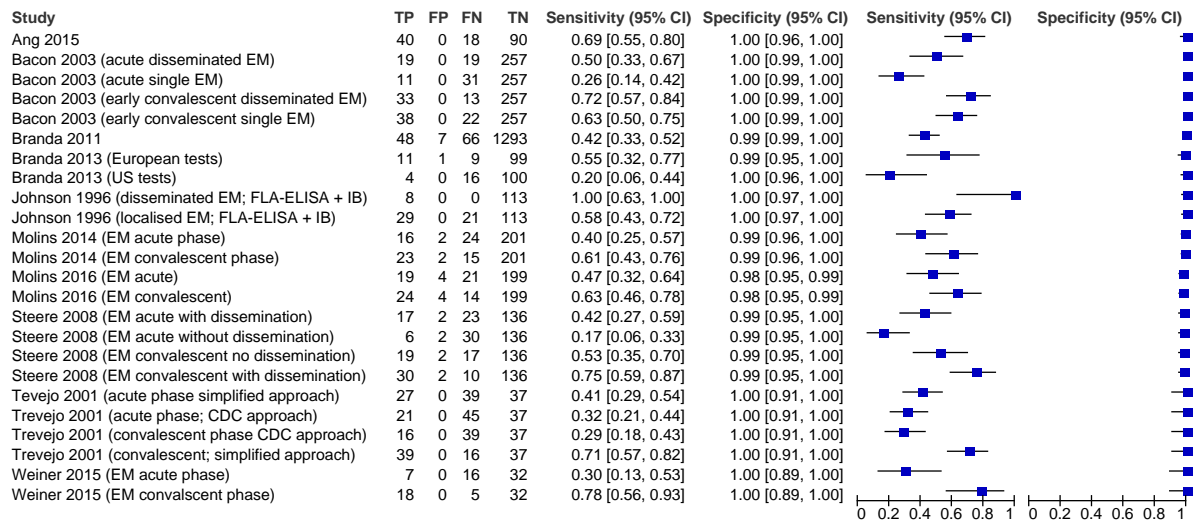 Study TP FP FN TN Sensitivity (95% CI) Specificity (95% CI) Sensitivity (95% CI) Specificity (95% CI)
Ang 2015 40 0 18 90 0.69 [0.55, 0.80] 1.00 [0.96, 1.00]
Bacon 2003 (acute disseminated EM) 19 0 19 257 0.50 [0.33, 0.67] 1.00 [0.99, 1.00]
Bacon 2003 (acute single EM) 11 0 31 257 0.26 [0.14, 0.42] 1.00 [0.99, 1.00]
Bacon 2003 (early convalescent disseminated EM) 33 0 13 257 0.72 [0.57, 0.84] 1.00 [0.99, 1.00]
Bacon 2003 (early convalescent single EM) 38 0 22 257 0.63 [0.50, 0.75] 1.00 [0.99, 1.00]
Branda 2011 48 7 66 1293 0.42 [0.33, 0.52] 0.99 [0.99, 1.00]
Branda 2013 (European tests) 11 1 9 99 0.55 [0.32, 0.77] 0.99 [0.95, 1.00]
Branda 2013 (US tests) 4 0 16 100 0.20 [0.06, 0.44] 1.00 [0.96, 1.00]
Johnson 1996 (disseminated EM; FLA-ELISA + IB) 8 0 0 113 1.00 [0.63, 1.00] 1.00 [0.97, 1.00]
Johnson 1996 (localised EM; FLA-ELISA + IB) 29 0 21 113 0.58 [0.43, 0.72] 1.00 [0.97, 1.00]
Molins 2014 (EM acute phase) 16 2 24 201 0.40 [0.25, 0.57] 0.99 [0.96, 1.00]
Molins 2014 (EM convalescent phase) 23 2 15 201 0.61 [0.43, 0.76] 0.99 [0.96, 1.00]
Molins 2016 (EM acute) 19 4 21 199 0.47 [0.32, 0.64] 0.98 [0.95, 0.99]
Molins 2016 (EM convalescent) 24 4 14 199 0.63 [0.46, 0.78] 0.98 [0.95, 0.99]
Steere 2008 (EM acute with dissemination) 17 2 23 136 0.42 [0.27, 0.59] 0.99 [0.95, 1.00]
Steere 2008 (EM acute without dissemination) 6 2 30 136 0.17 [0.06, 0.33] 0.99 [0.95, 1.00]
Steere 2008 (EM convalescent no dissemination) 19 2 17 136 0.53 [0.35, 0.70] 0.99 [0.95, 1.00]
Steere 2008 (EM convalescent with dissemination) 30 2 10 136 0.75 [0.59, 0.87] 0.99 [0.95, 1.00]
Tevejo 2001 (acute phase simplified approach) 27 0 39 37 0.41 [0.29, 0.54] 1.00 [0.91, 1.00]
Trevejo 2001 (acute phase; CDC approach) 21 0 45 37 0.32 [0.21, 0.44] 1.00 [0.91, 1.00]
Trevejo 2001 (convalescent phase CDC approach) 16 0 39 37 0.29 [0.18, 0.43] 1.00 [0.91, 1.00]
Trevejo 2001 (convalescent; simplified approach) 39 0 16 37 0.71 [0.57, 0.82] 1.00 [0.91, 1.00]
Weiner 2015 (EM acute phase) 7 0 16 32 0.30 [0.13, 0.53] 1.00 [0.89, 1.00]
Weiner 2015 (EM convalscent phase) 18 0 5 32 0.78 [0.56, 0.93] 1.00 [0.89, 1.00]
0 0.2 0.4 0.6 0.8 1 0 0.2 0.4 0.6 0.8 1